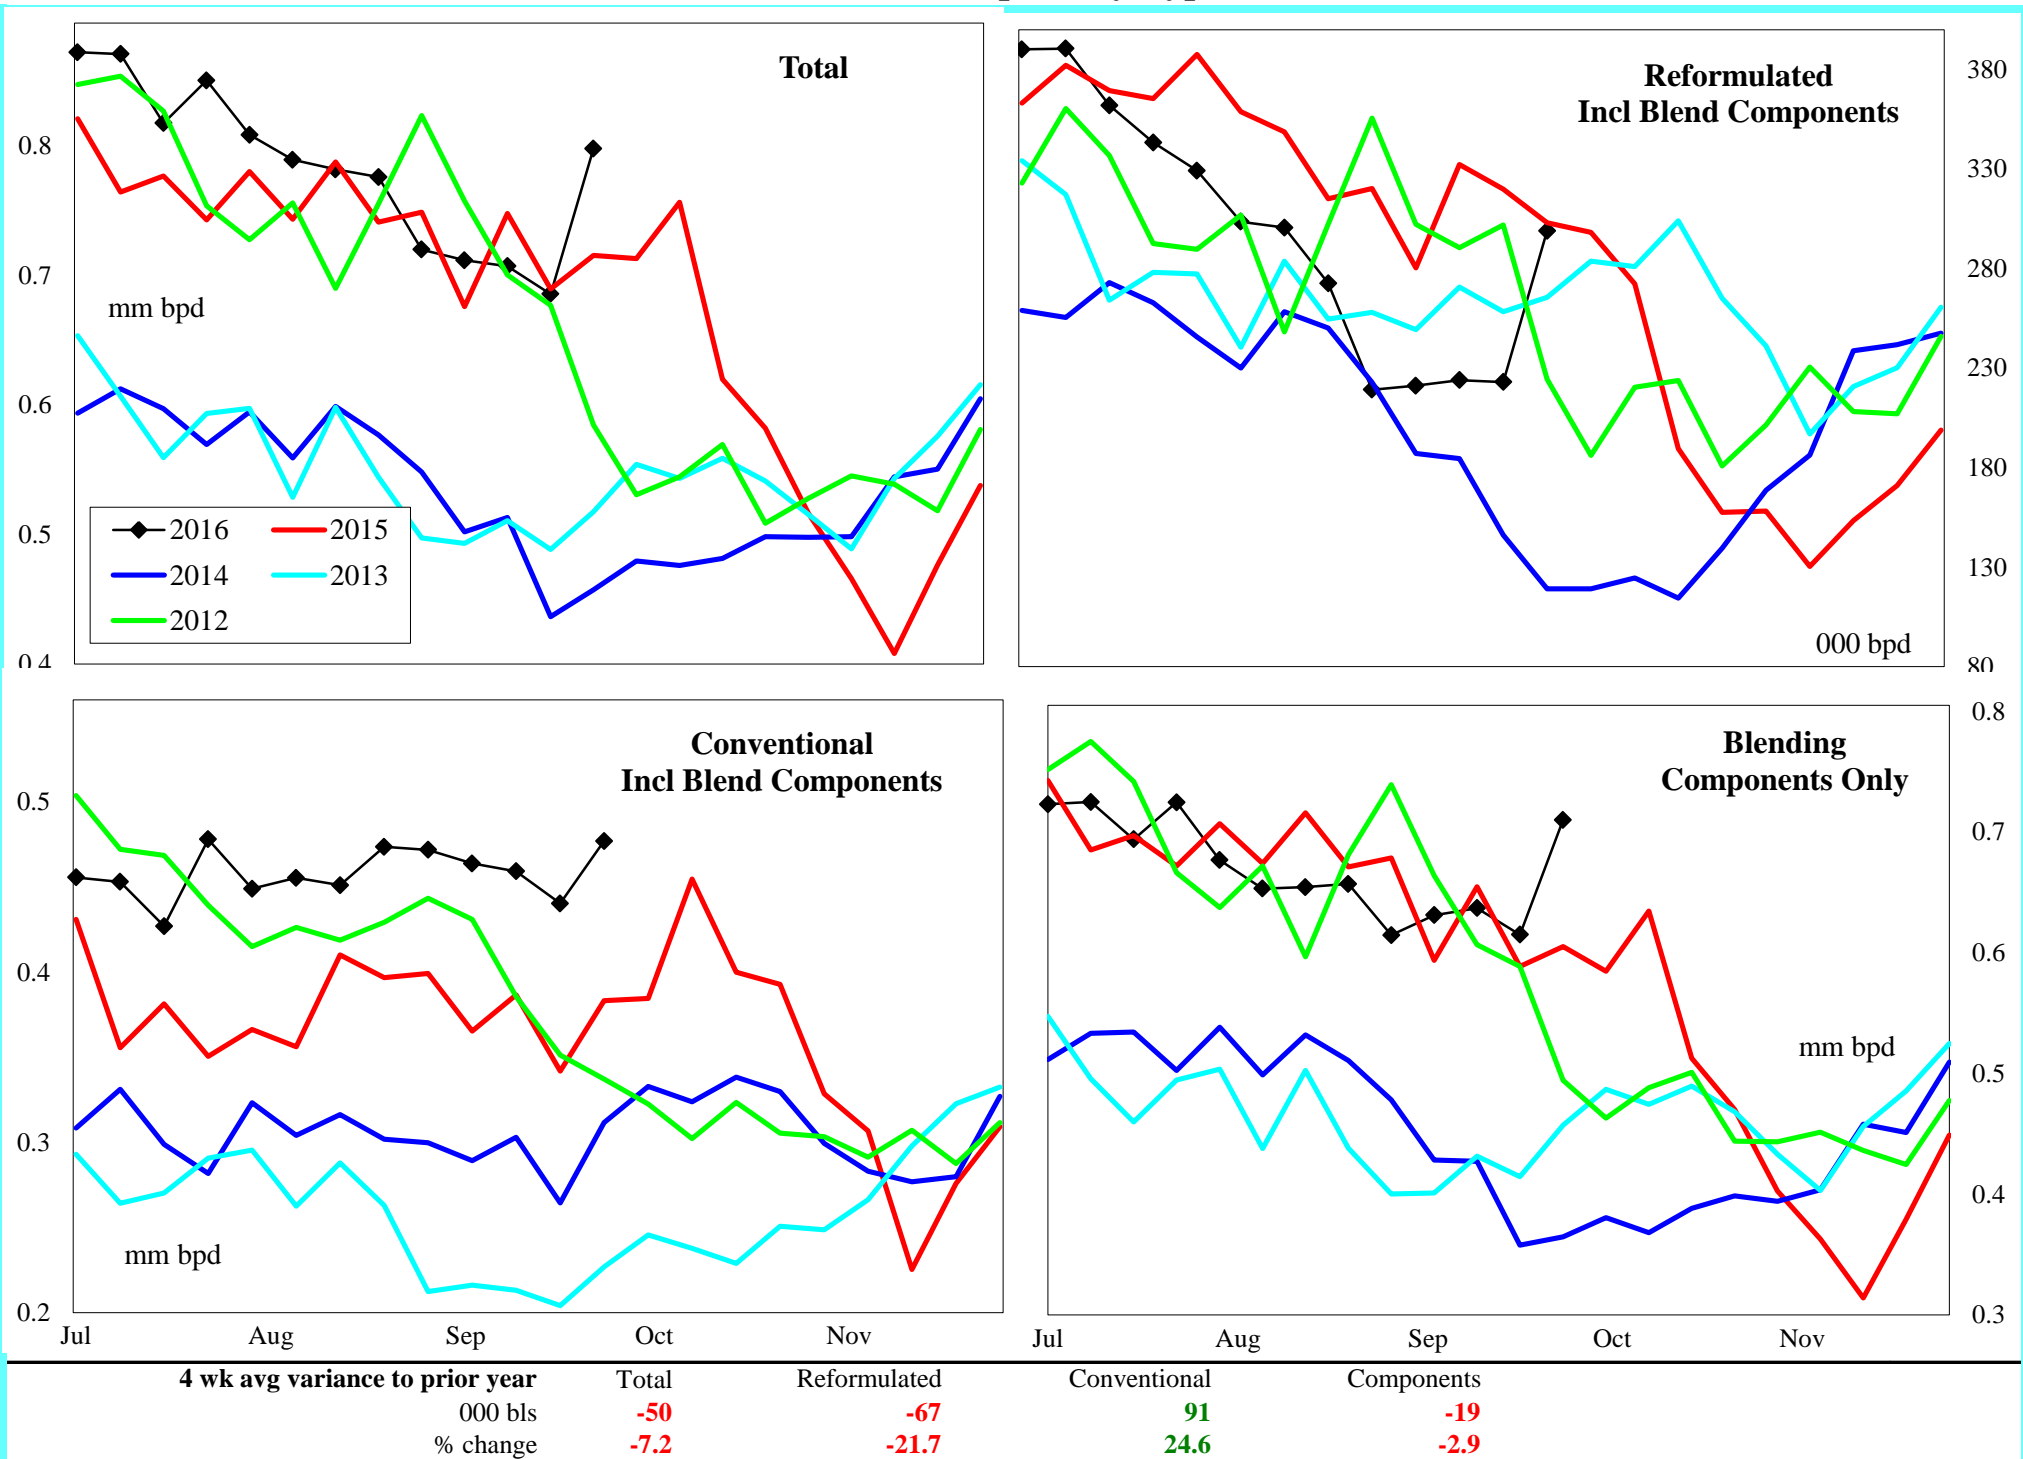 Total
0.8
0.7
mm bpd
0.6
0.5
0.4
2016
2015
2014
2013
2012
Reformulated
Incl Blend Components
380
330
280
230
180
130
000 bpd
80
Conventional
Incl Blend Components
0.5
0.4
0.3
mm bpd
0.2
Jul Aug Sep Oct Nov
Blending
Components Only
0.8
0.7
0.6
mm bpd
0.5
0.4
0.3
Jul Aug Sep Oct Nov
4 wk avg variance to prior year Total Reformulated Conventional Components
000 bls -50 -67 91 -19
% change -7.2 -21.7 24.6 -2.9